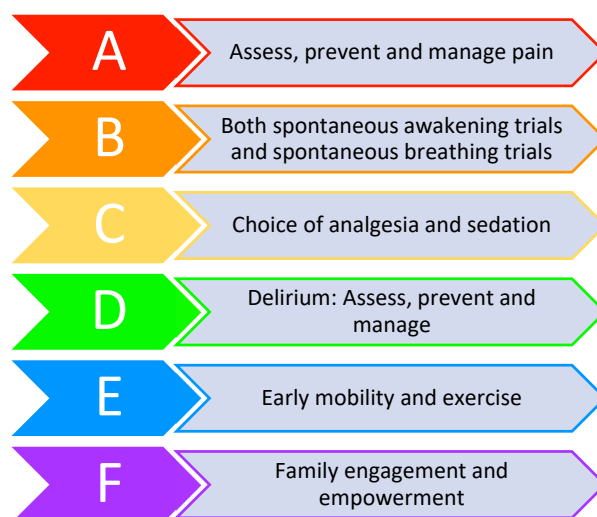 A
Assess, prevent and manage pain
B
Both spontaneous awakening trials
and spontaneous breathing trials
C
Choice of analgesia and sedation
D
Delirium: Assess, prevent and
manage
E
Early mobility and exercise
F
Family engagement and
empowerment